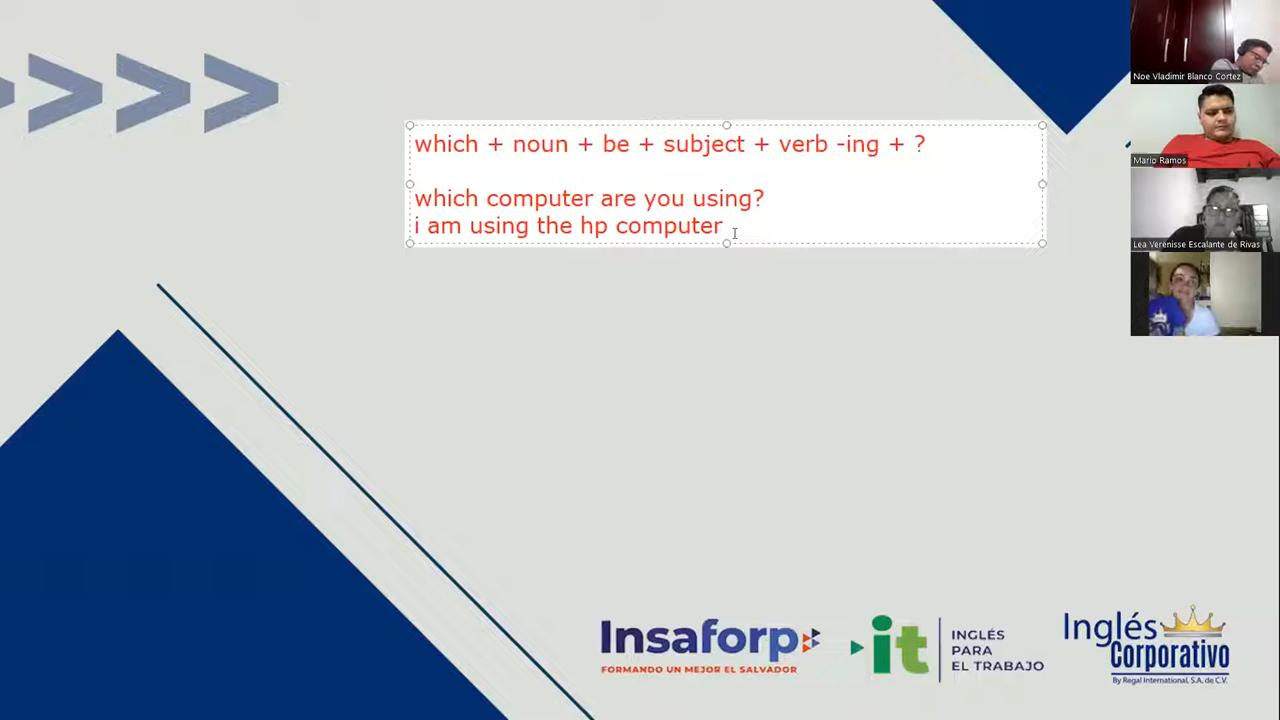 which + noun + be + subject + verb -ing + ?
which computer are you using?
i am using the hp computer
Noe Vladimir Blanco Cortez
Mario Ramos
Lea Verenisse Escalante de Rivas
Insaforp
FORMANDO UN MEJOR EL SALVADOR
it
INGLÉS
PARA
EL TRABAJO
Inglés
Corporativo
By Regal International, S.A. de C.V.